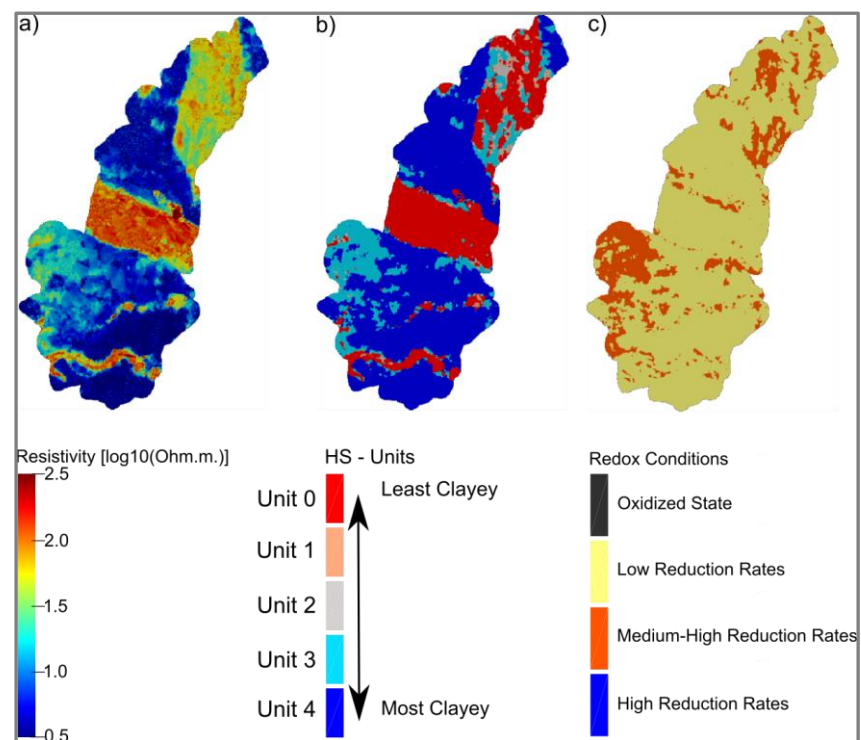 a)
b)
c)
Resistivity [log10(Ohm.m.)]
2.5
2.0
1.5
1.0
0.5
HS - Units
Unit 0
Least Clayey
Unit 1
Unit 2
Unit 3
Unit 4
Most Clayey
Redox Conditions
Oxidized State
Low Reduction Rates
Medium-High Reduction Rates
High Reduction Rates